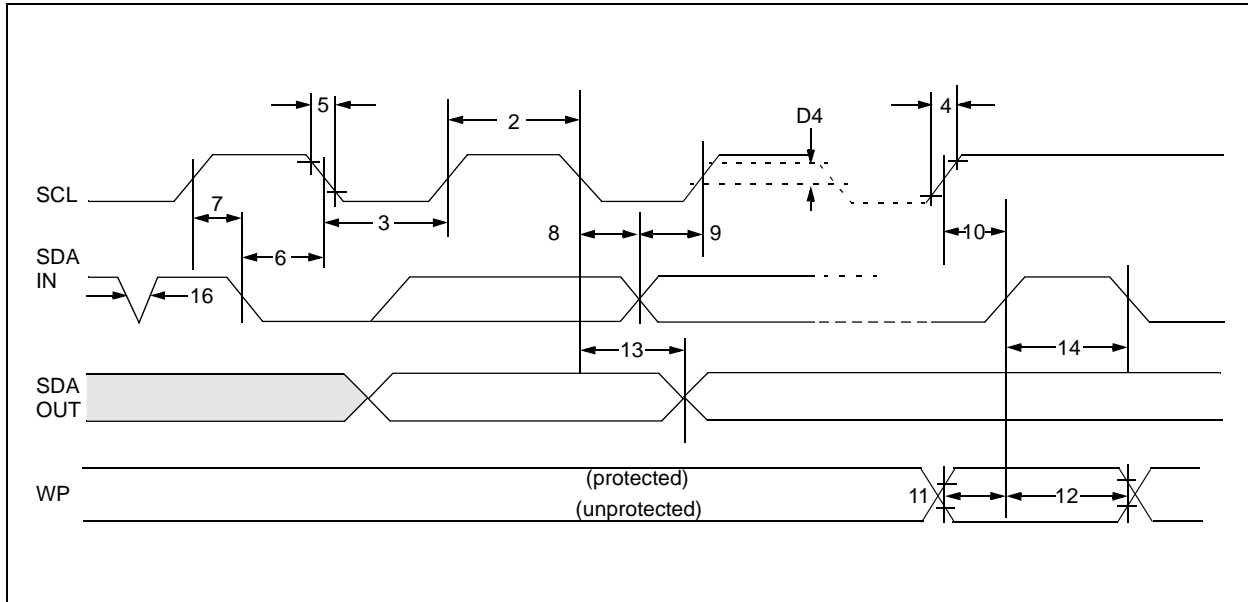 5
2
D4
4
SCL
7
3
8
9
10
6
SDA
IN
16
13
14
SDA
OUT
WP
(protected)
(unprotected)
11
12